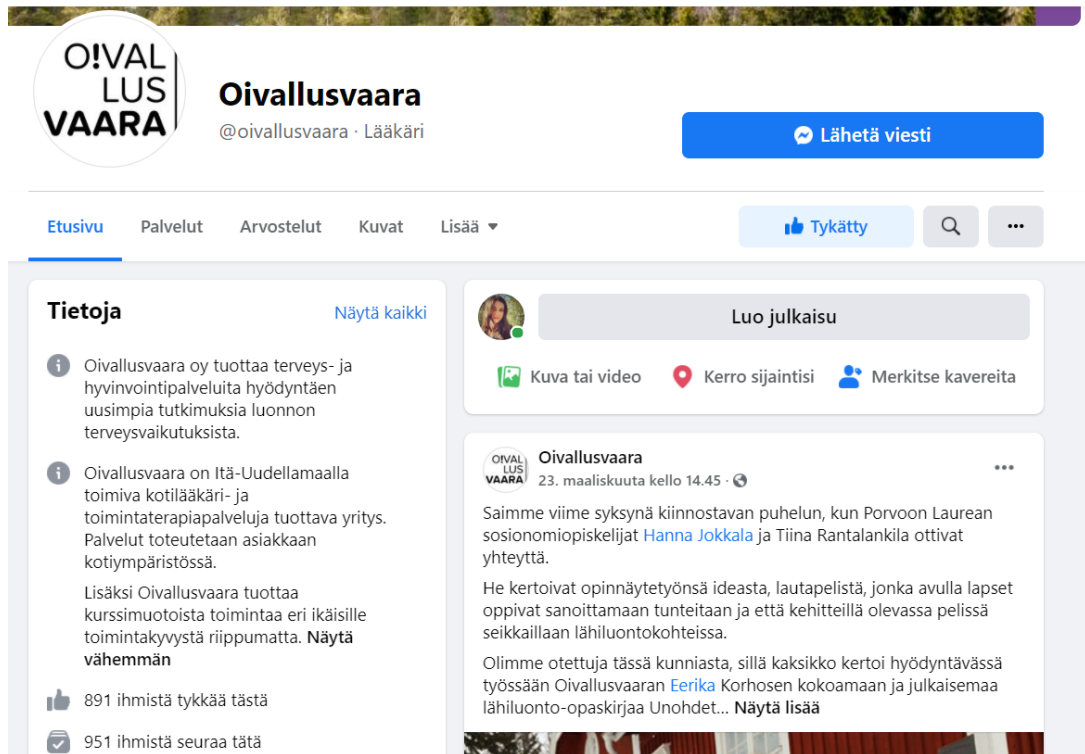 O!VAL
LUS
VAARA
Oivallusvaara
@oivallusvaara · Lääkäri
Lähetä viesti
Etusivu
Palvelut
Arvostelut
Kuvat
Lisää
Tykätty
Tietoja
Näytä kaikki
Oivallusvaara oy tuottaa terveys- ja
hyvinvointipalveluita hyödyntäen
uusimpia tutkimuksia luonnon
terveysvaikutuksista.
Oivallusvaara on Itä-Uudellamaalla
toimiva kotilääkäri- ja
toimintaterapiapalveluja tuottava yritys.
Palvelut toteutetaan asiakkaan
kotiympäristössä.
Lisäksi Oivallusvaara tuottaa
kurssimuotoista toimintaa eri ikäisille
toimintakyvystä riippumatta. Näytä
vähemmän
891 ihmistä tykkää tästä
951 ihmistä seuraa tätä
Luo julkaisu
Kuva tai video
Kerro sijaintisi
Merkitse kavereita
O!VAL
LUS
VAARA
Oivallusvaara
23. maaliskuuta kello 14.45 ·
Saimme viime syksynä kiinnostavan puhelun, kun Porvoon Laurean
sosionomiopiskelijat Hanna Jokkala ja Tiina Rantalankila ottivat
yhteyttä.
He kertoivat opinnäytetyönsä ideasta, lautapelistä, jonka avulla lapset
oppivat sanoittamaan tunteitaan ja että kehitteillä olevassa pelissä
seikkaillaan lähiluontokohteissa.
Olimme otettuja tässä kunniasta, sillä kaksikko kertoi hyödyntävässä
työssään Oivallusvaaran Eerika Korhosen kokoamaan ja julkaisemaa
lähiluonto-opaskirjaa Unohdet... Näytä lisää